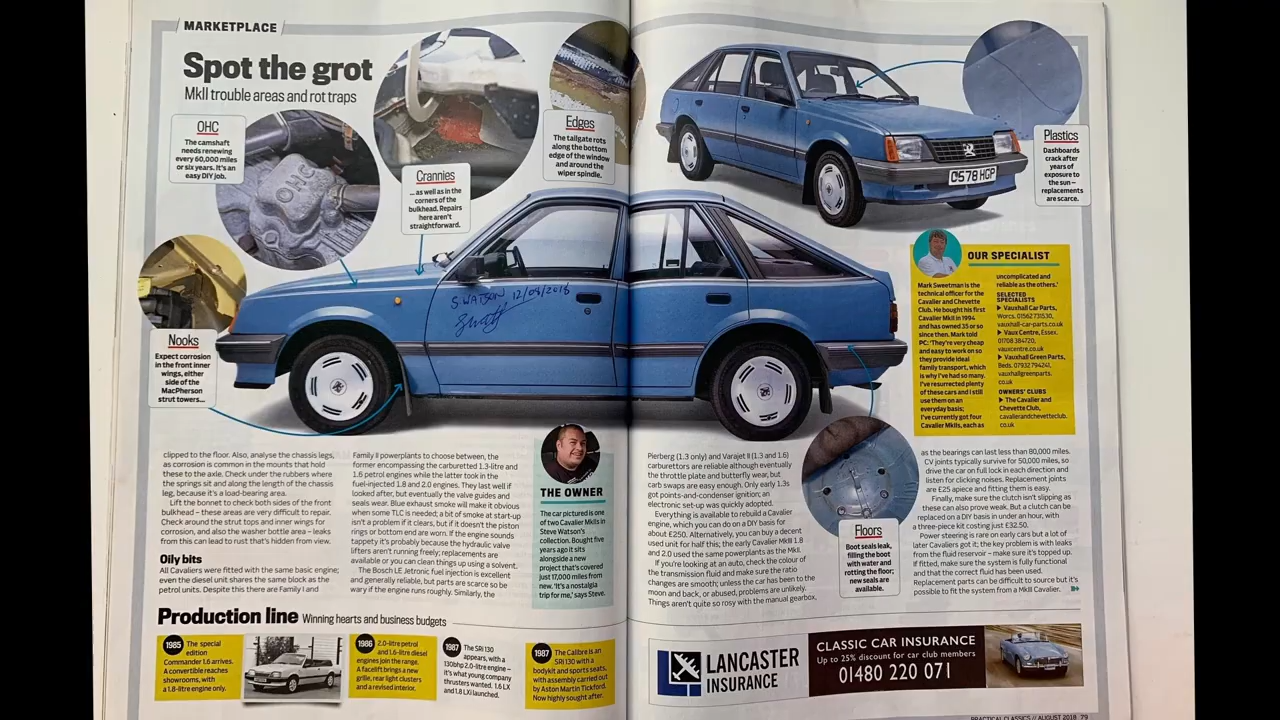 MARKETPLACE
Spot the grot
MkII trouble areas and rot traps
OHC
The camshaft
needs renewing
every 60,000 miles
or six years. It's an
easy DIY job.
OHC
Crannies
... as well as in the
corners of the
bulkhead. Repairs
here aren't
straightforward.
Edges
The tailgate rots
along the bottom
edge of the window
and around the
wiper spindle.
Plastics
Dashboards
crack after
years of
exposure to
the sun –
replacements
are scarce.
C578 HGP
Nooks
Expect corrosion
in the front inner
wings, either
side of the
MacPherson
strut towers...
S. WATSON 12/09/2018
OUR SPECIALIST
Mark Sweetman is the
technical officer for the
Cavalier and Chevette
Club. He bought his first
Cavalier MkII in 1994
and has owned 35 or so
since then. Mark told
PC: 'They're very cheap
and easy to work on so
they provide ideal
family transport, which
is why I've had so many.
I've resurrected plenty
of these cars and I still
use them on an
everyday basis;
I've currently got four
Cavalier MkIIs, each as
uncomplicated and
reliable as the others.'
SELECTED
SPECIALISTS
▶ Vauxhall Car Parts,
Worcs. 01562 731530,
vauxhall-car-parts.co.uk
▶ Vaux Centre, Essex.
01708 384720,
vauxcentre.co.uk
▶ Vauxhall Green Parts,
Beds. 07932 794241,
vauxhallgreenparts.
co.uk
OWNERS' CLUBS
▶ The Cavalier and
Chevette Club,
cavalierandchevetteclub.
co.uk
clipped to the floor. Also, analyse the chassis legs,
as corrosion is common in the mounts that hold
these to the axle. Check under the rubbers where
the springs sit and along the length of the chassis
leg, because it's a load-bearing area.
Lift the bonnet to check both sides of the front
bulkhead – these areas are very difficult to repair.
Check around the strut tops and inner wings for
corrosion, and also the washer bottle area – leaks
from this can lead to rust that's hidden from view.
Oily bits
All Cavaliers were fitted with the same basic engine;
even the diesel unit shares the same block as the
petrol units. Despite this there are Family I and
Family II powerplants to choose between, the
former encompassing the carburetted 1.3-litre and
1.6 petrol engines while the latter took in the
fuel-injected 1.8 and 2.0 engines. They last well if
looked after, but eventually the valve guides and
seals wear. Blue exhaust smoke will make it obvious
when some TLC is needed; a bit of smoke at start-up
isn't a problem if it clears, but if it doesn't the piston
rings or bottom end are worn. If the engine sounds
tappety it's probably because the hydraulic valve
lifters aren't running freely; replacements are
available or you can clean things up using a solvent.
The Bosch LE Jetronic fuel injection is excellent
and generally reliable, but parts are scarce so be
wary if the engine runs roughly. Similarly, the
THE OWNER
The car pictured is one
of two Cavalier MkIIs in
Steve Watson's
collection. Bought five
years ago it sits
alongside a new
project that's covered
just 17,000 miles from
new. 'It's a nostalgia
trip for me,' says Steve.
Pierberg (1.3 only) and Varajet II (1.3 and 1.6)
carburettors are reliable although eventually
the throttle plate and butterfly wear, but
carb swaps are easy enough. Only early 1.3s
got points-and-condenser ignition; an
electronic set-up was quickly adopted.
Everything is available to rebuild a Cavalier
engine, which you can do on a DIY basis for
about £250. Alternatively, you can buy a decent
used unit for half this; the early Cavalier MkIII 1.8
and 2.0 used the same powerplants as the MkII.
If you're looking at an auto, check the colour of
the transmission fluid and make sure the ratio
changes are smooth; unless the car has been to the
moon and back, or abused, problems are unlikely.
Things aren't quite so rosy with the manual gearbox,
Floors
Boot seals leak,
filling the boot
with water and
rotting the floor;
new seals are
available.
as the bearings can last less than 80,000 miles.
CV joints typically survive for 50,000 miles, so
drive the car on full lock in each direction and
listen for clicking noises. Replacement joints
are £25 apiece and fitting them is easy.
Finally, make sure the clutch isn't slipping as
these can also prove weak. But a clutch can be
replaced on a DIY basis in under an hour, with
a three-piece kit costing just £32.50.
Power steering is rare on early cars but a lot of
later Cavaliers got it; the key problem is with leaks
from the fluid reservoir – make sure it's topped up.
If fitted, make sure the system is fully functional
and that the correct fluid has been used.
Replacement parts can be difficult to source but it's
possible to fit the system from a MkIII Cavalier.
Production line Winning hearts and business budgets
1985 The special
edition
Commander 1.6 arrives.
A convertible reaches
showrooms, with
a 1.8-litre engine only.
1986 2.0-litre petrol
and 1.6-litre diesel
engines join the range.
A facelift brings a new
grille, rear light clusters
and a revised interior.
1987 The SRi 130
appears, with a
130bhp 2.0-litre engine –
it's what young company
thrusters wanted. 1.6 LX
and 1.8 LXi launched.
1987 The Calibre is an
SRi 130 with a
bodykit and sports seats,
with assembly carried out
by Aston Martin Tickford.
Now highly sought after.
LANCASTER
INSURANCE
CLASSIC CAR INSURANCE
Up to 25% discount for car club members
01480 220 071
PRACTICAL CLASSICS // AUGUST 2018 79